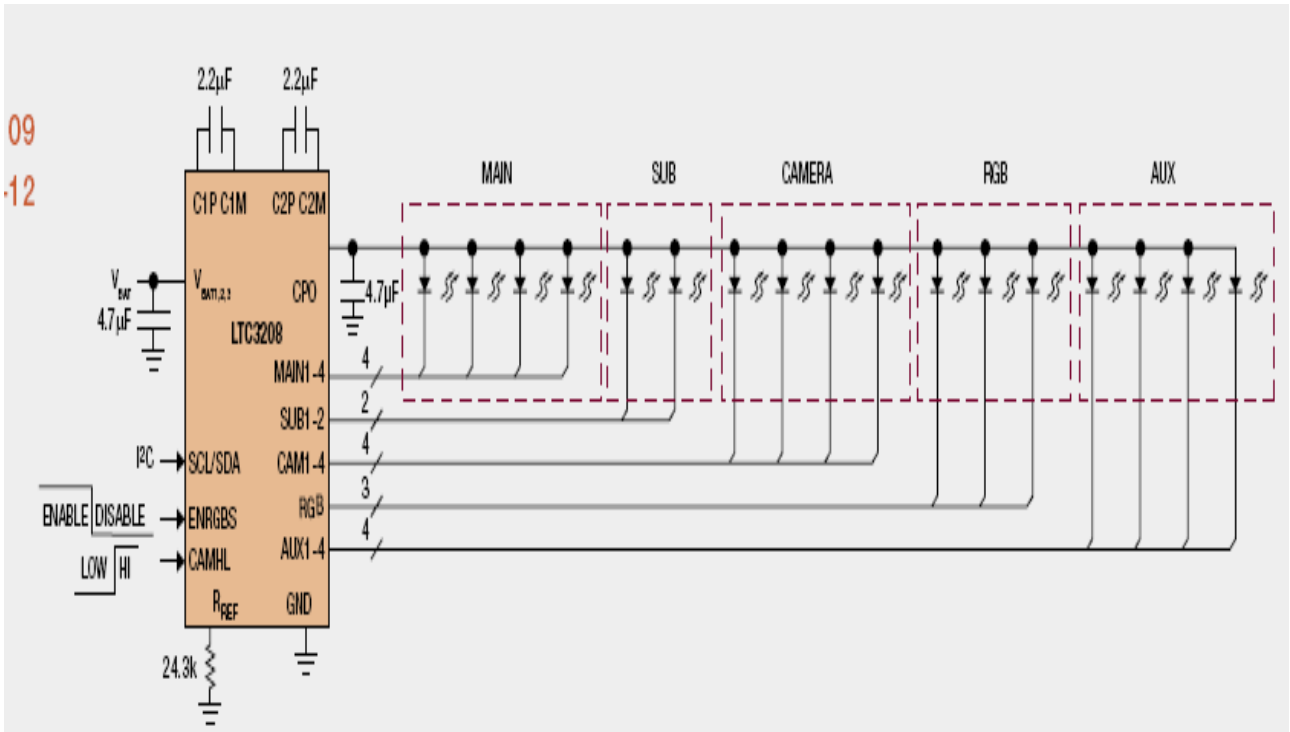 2.2µF 2.2µF
09
-12
MAIN SUB CAMERA RGB AUX
C1P C1M C2P C2M
VBAT
VBAT1,2,3
CPO
4.7µF
4.7µF
LTC3208
MAIN1-4
4
SUB1-2
2
I²C
SCL/SDA
CAM1-4
4
ENABLE DISABLE
ENRGBS
RGB
3
LOW HI
CAMHL
AUX1-4
4
RREF
GND
24.3k